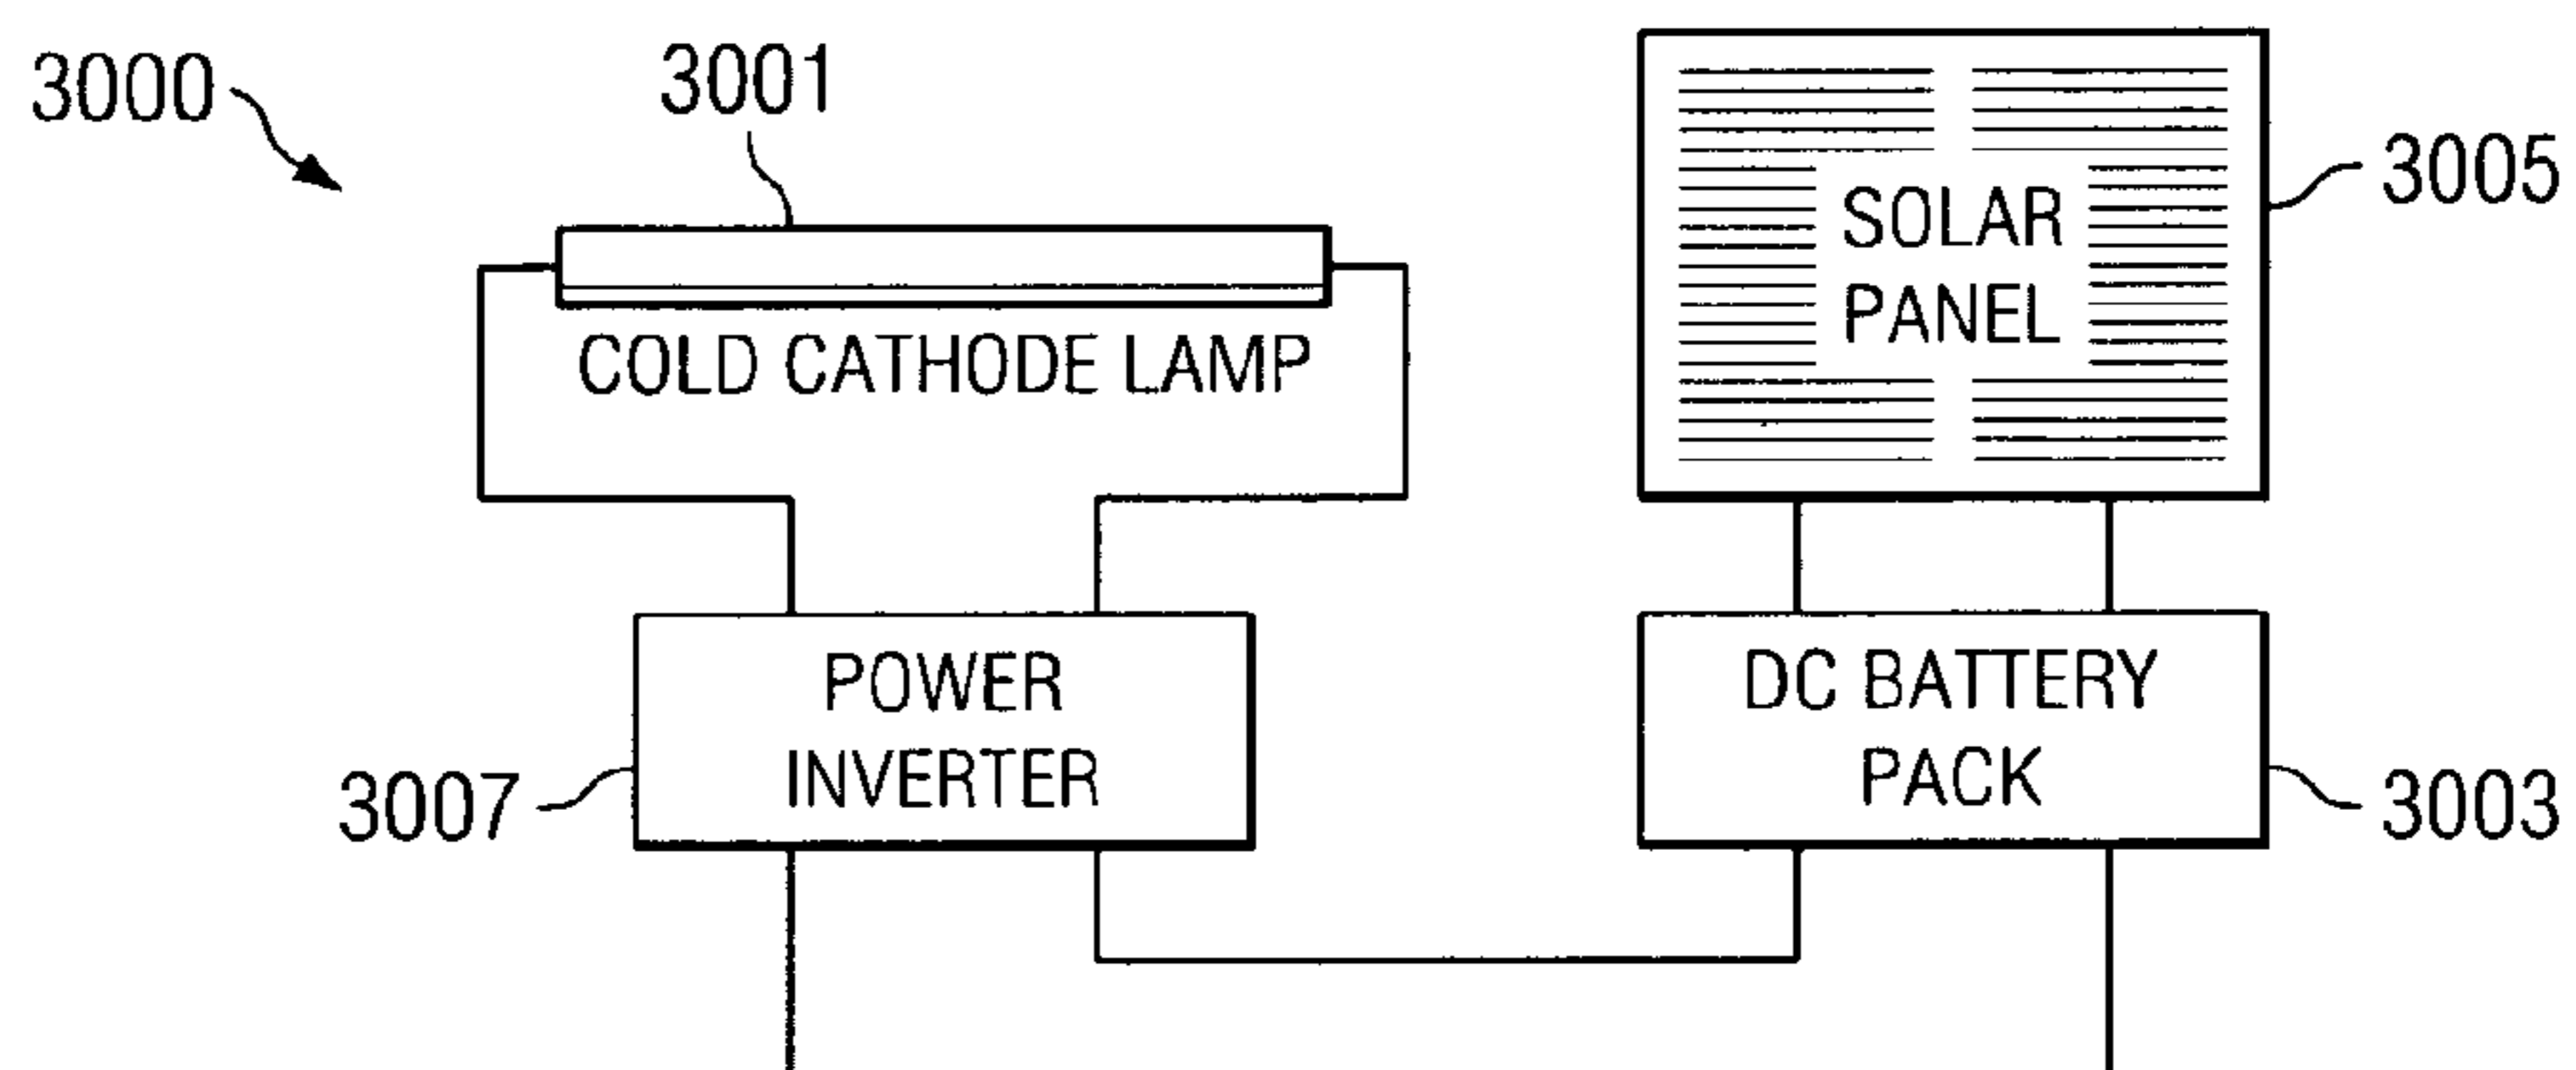 3000
3001
SOLAR
PANEL
3005
COLD CATHODE LAMP
POWER
INVERTER
3007
DC BATTERY
PACK
3003